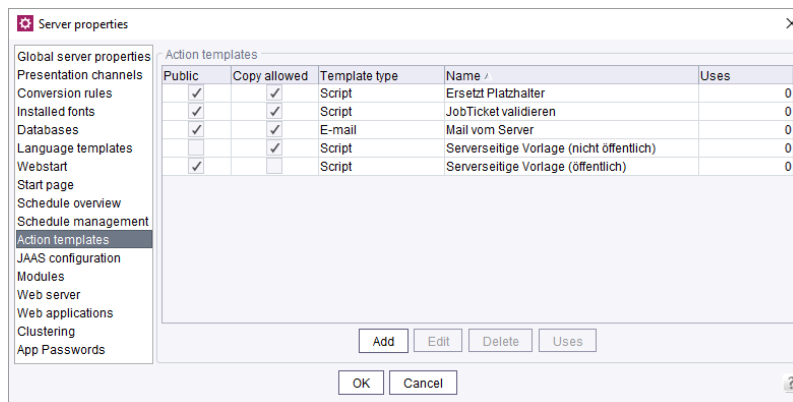 Server properties
Global server properties
Presentation channels
Conversion rules
Installed fonts
Databases
Language templates
Webstart
Start page
Schedule overview
Schedule management
Action templates
JAAS configuration
Modules
Web server
Web applications
Clustering
App Passwords
Action templates
Public Copy allowed Template type Name Uses
Script Ersetzt Platzhalter 0
Script JobTicket validieren 0
E-mail Mail vom Server 0
Script Serverseitige Vorlage (nicht öffentlich) 0
Script Serverseitige Vorlage (öffentlich) 0
Add Edit Delete Uses
OK Cancel
?